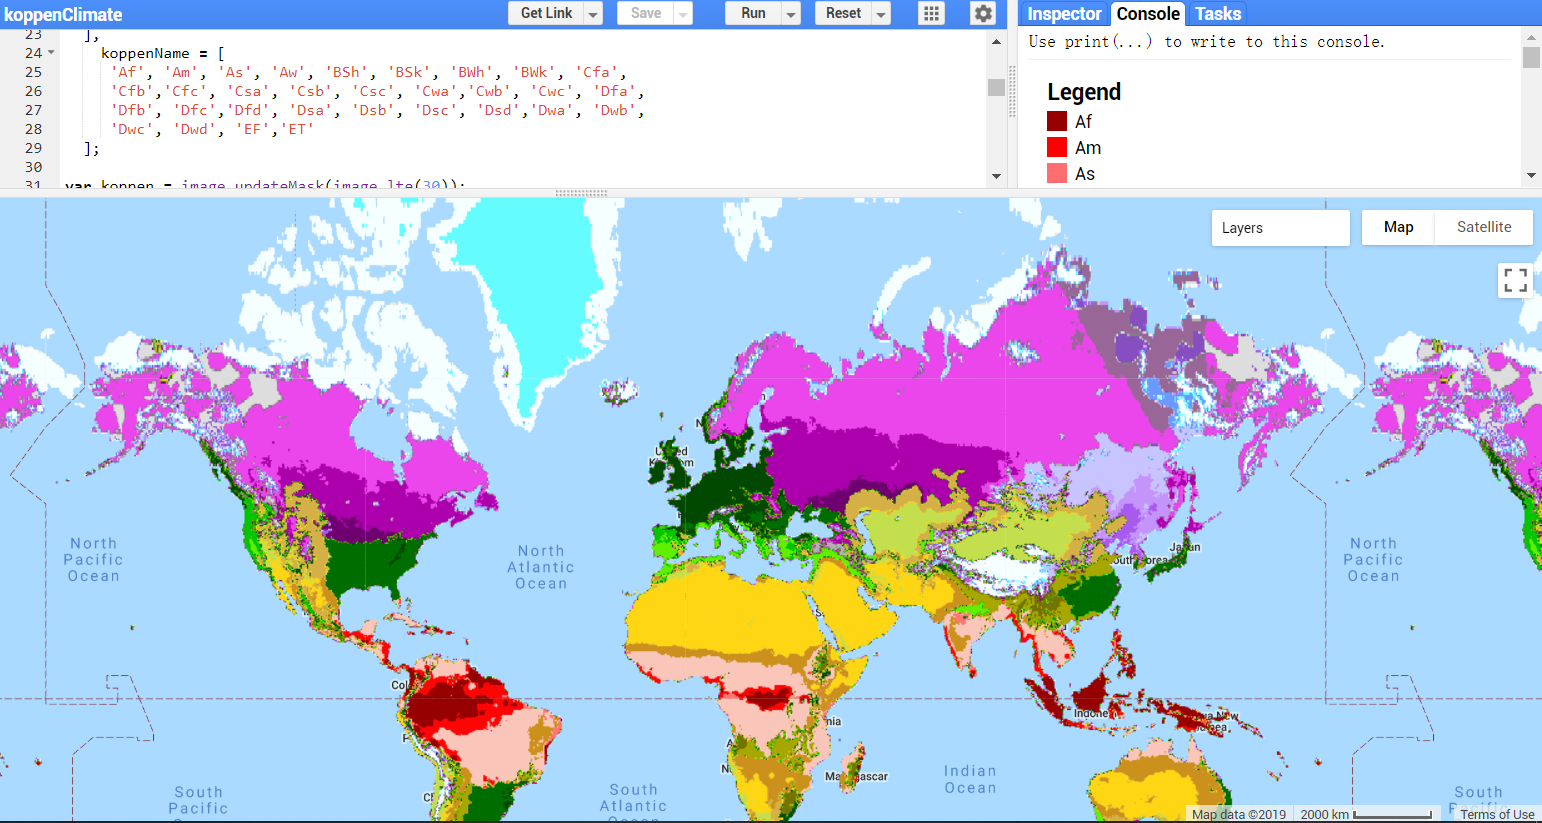 koppenClimate
Get Link
Save
Run
Reset
Inspector
Console
Tasks
23 ],
24 koppenName = [
25 'Af', 'Am', 'As', 'Aw', 'BSh', 'BSk', 'BWh', 'BWk', 'Cfa',
26 'Cfb','Cfc', 'Csa', 'Csb', 'Csc', 'Cwa','Cwb', 'Cwc', 'Dfa',
27 'Dfb', 'Dfc','Dfd', 'Dsa', 'Dsb', 'Dsc', 'Dsd','Dwa', 'Dwb',
28 'Dwc', 'Dwd', 'EF','ET'
29 ];
30
31 var koppen = image.updateMask(image.lte(30));
Use print(...) to write to this console.
Legend
Af
Am
As
Layers
Map
Satellite
North
Pacific
Ocean
North
Atlantic
Ocean
Japan
North
Pacific
Ocean
South
Pacific
South
Atlantic
Ocean
Indian
Ocean
South
Pacific
Map data ©2019
2000 km
Terms of Use